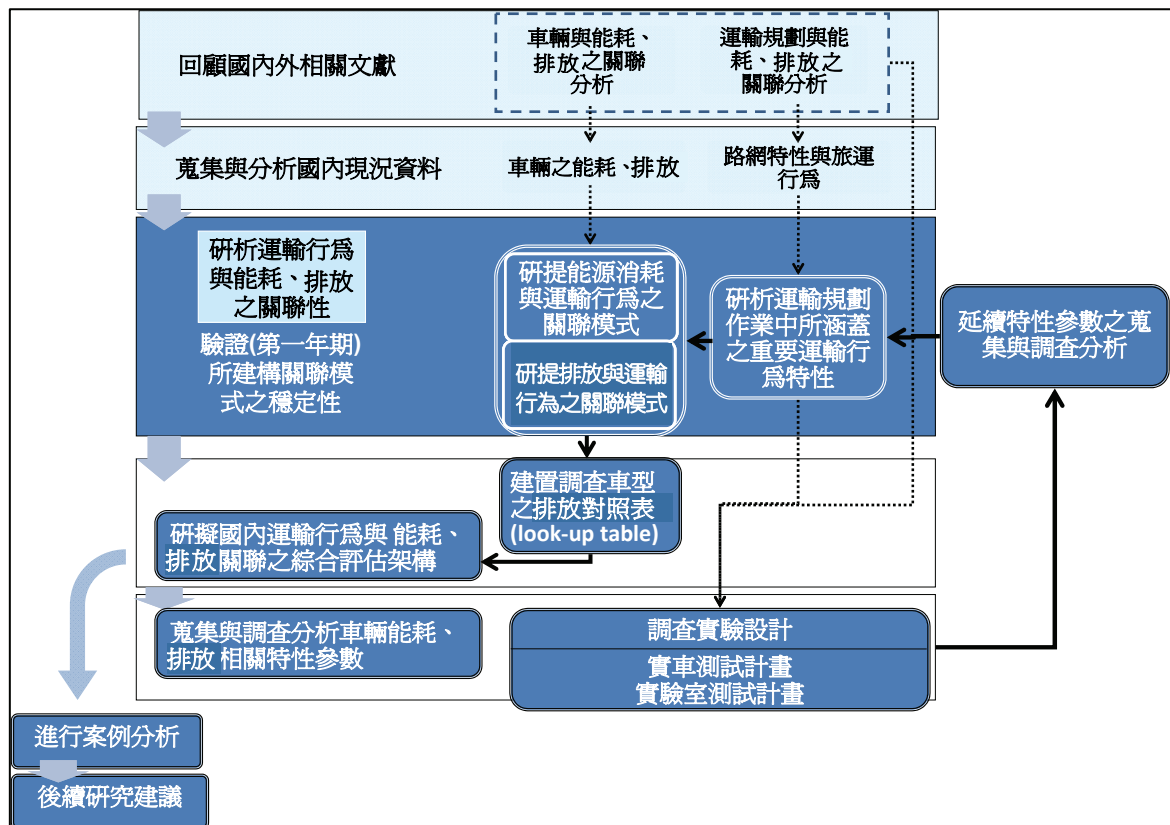 回顧國內外相關文獻
車輛與能耗、
排放之關聯
分析
運輸規劃與能
耗、排放之
關聯分析
蒐集與分析國內現況資料
車輛之能耗、排放
路網特性與旅運
行為
研析運輸行為
與能耗、排放
之關聯性
驗證(第一年期)
所建構關聯模
式之穩定性
研提能源消耗
與運輸行為之
關聯模式
研提排放與運輸
行為之關聯模式
研析運輸規劃
作業中所涵蓋
之重要運輸行
為特性
延續特性參數之蒐
集與調查分析
建置調查車型
之排放對照表
(look-up table)
研擬國內運輸行為與 能耗、
排放關聯之綜合評估架構
蒐集與調查分析車輛能耗、
排放相關特性參數
調查實驗設計
實車測試計畫
實驗室測試計畫
進行案例分析
後續研究建議